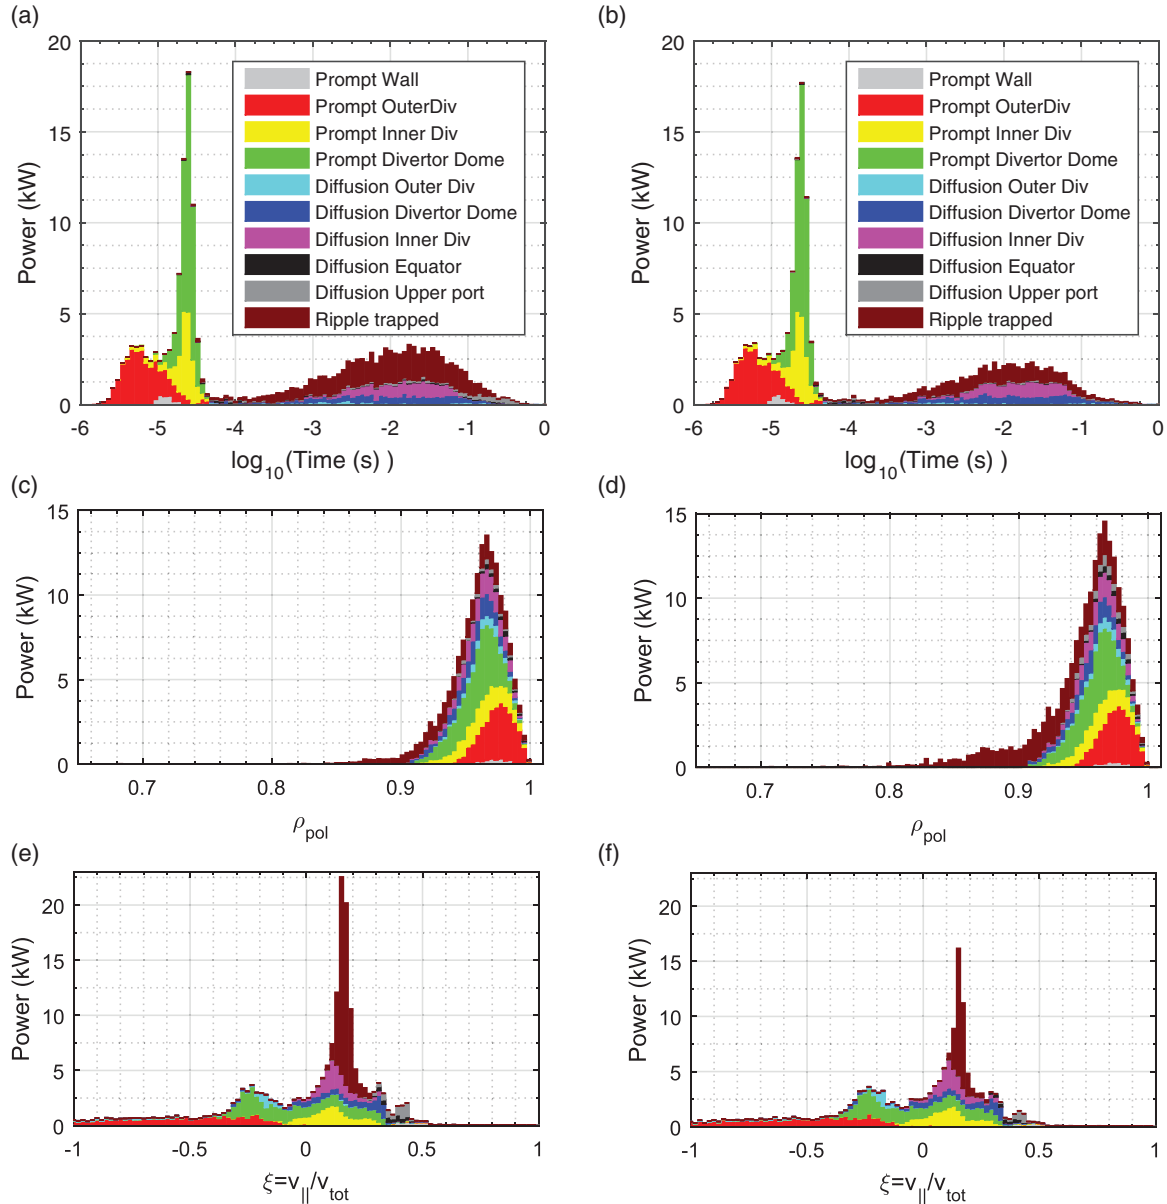 (a)
20
15
10
5
0
Power (kW)
Prompt Wall
Prompt OuterDiv
Prompt Inner Div
Prompt Divertor Dome
Diffusion Outer Div
Diffusion Divertor Dome
Diffusion Inner Div
Diffusion Equator
Diffusion Upper port
Ripple trapped
-6 -5 -4 -3 -2 -1 0
log10(Time (s) )
(b)
20
15
10
5
0
Power (kW)
Prompt Wall
Prompt OuterDiv
Prompt Inner Div
Prompt Divertor Dome
Diffusion Outer Div
Diffusion Divertor Dome
Diffusion Inner Div
Diffusion Equator
Diffusion Upper port
Ripple trapped
-6 -5 -4 -3 -2 -1 0
log10(Time (s) )
(c)
15
10
5
0
Power (kW)
0.7 0.8 0.9 1
ρpol
(d)
15
10
5
0
Power (kW)
0.7 0.8 0.9 1
ρpol
(e)
20
15
10
5
0
Power (kW)
-1 -0.5 0 0.5 1
ξ=v||/vtot
(f)
20
15
10
5
0
Power (kW)
-1 -0.5 0 0.5 1
ξ=v||/vtot